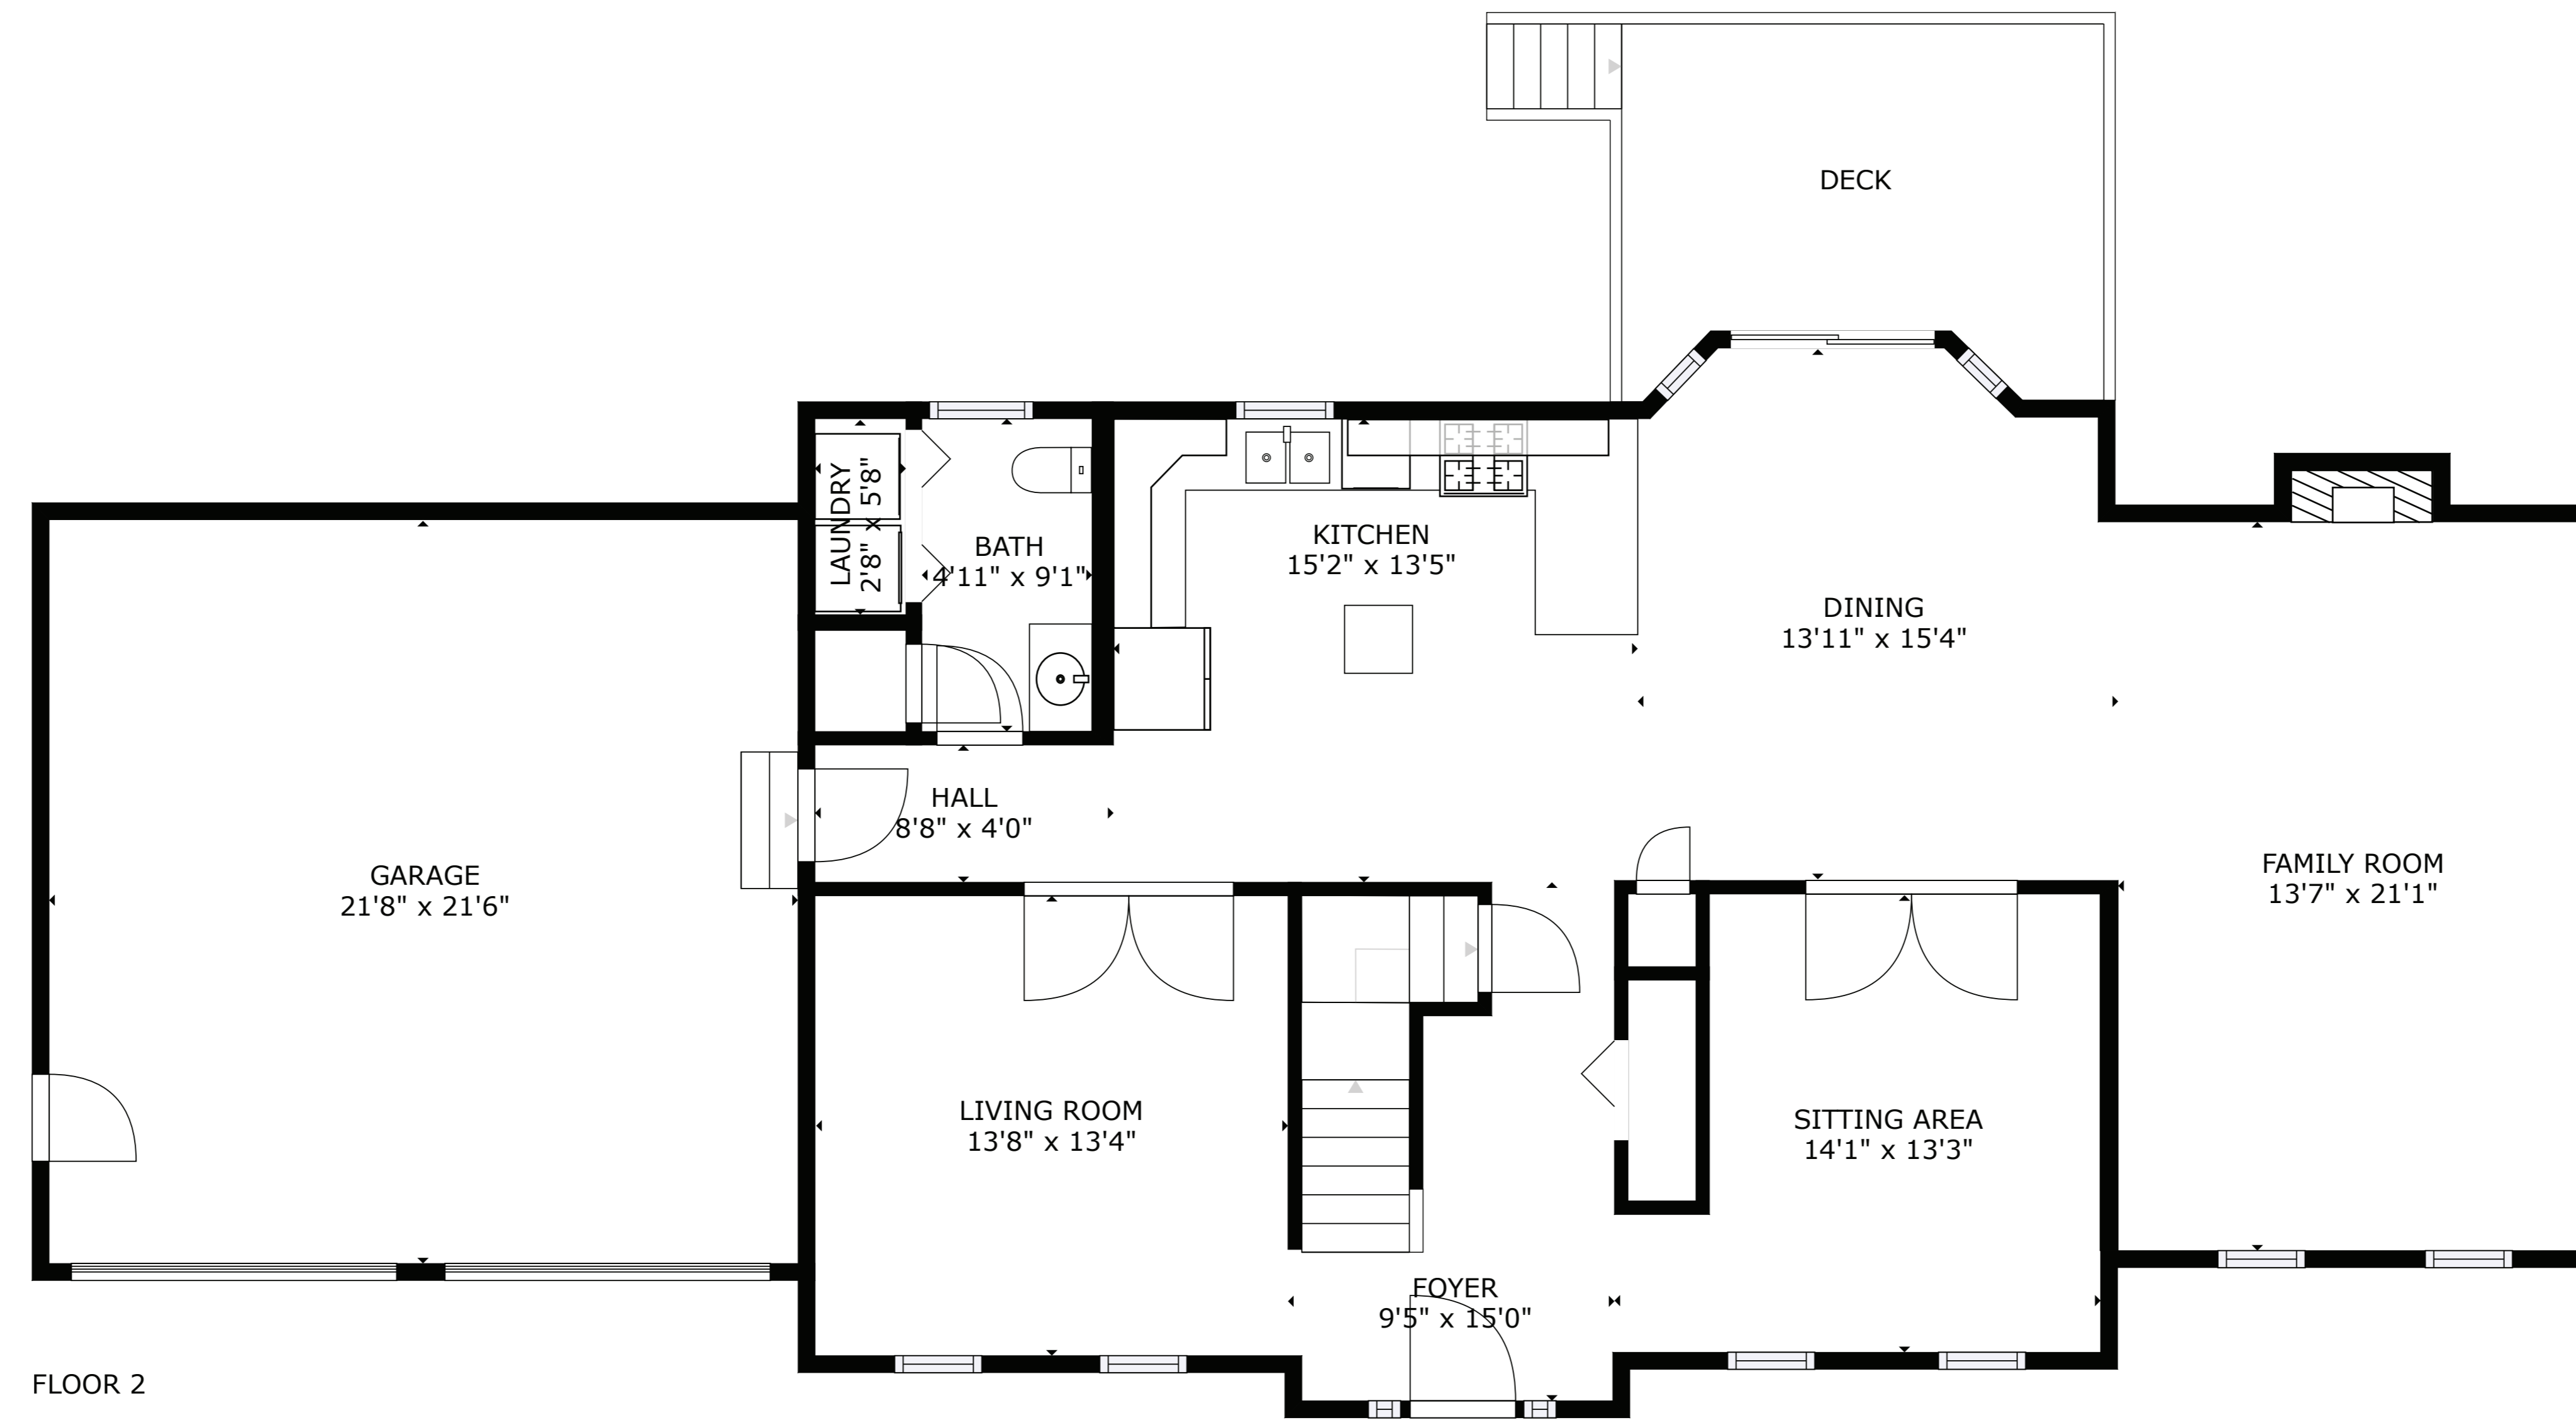 DECK
LAUNDRY
2'8" x 5'8"
BATH
4'11" x 9'1"
KITCHEN
15'2" x 13'5"
DINING
13'11" x 15'4"
HALL
8'8" x 4'0"
GARAGE
21'8" x 21'6"
FAMILY ROOM
13'7" x 21'1"
LIVING ROOM
13'8" x 13'4"
SITTING AREA
14'1" x 13'3"
FOYER
9'5" x 15'0"
FLOOR 2